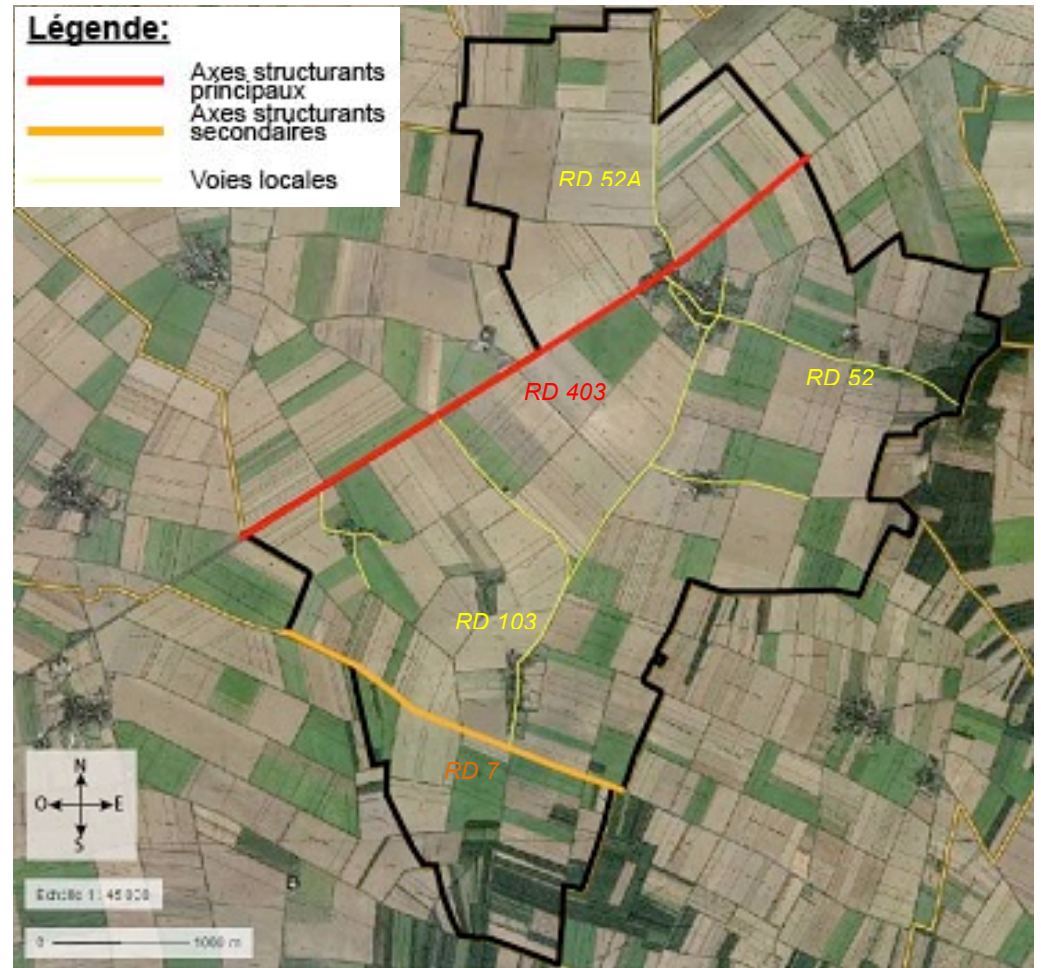 Légende:
Axes structurants
principaux
Axes structurants
secondaires
Voies locales
RD 52A
RD 403
RD 52
RD 103
RD 7
N
O E
S
Echelle 1: 45 000
0 1000 m